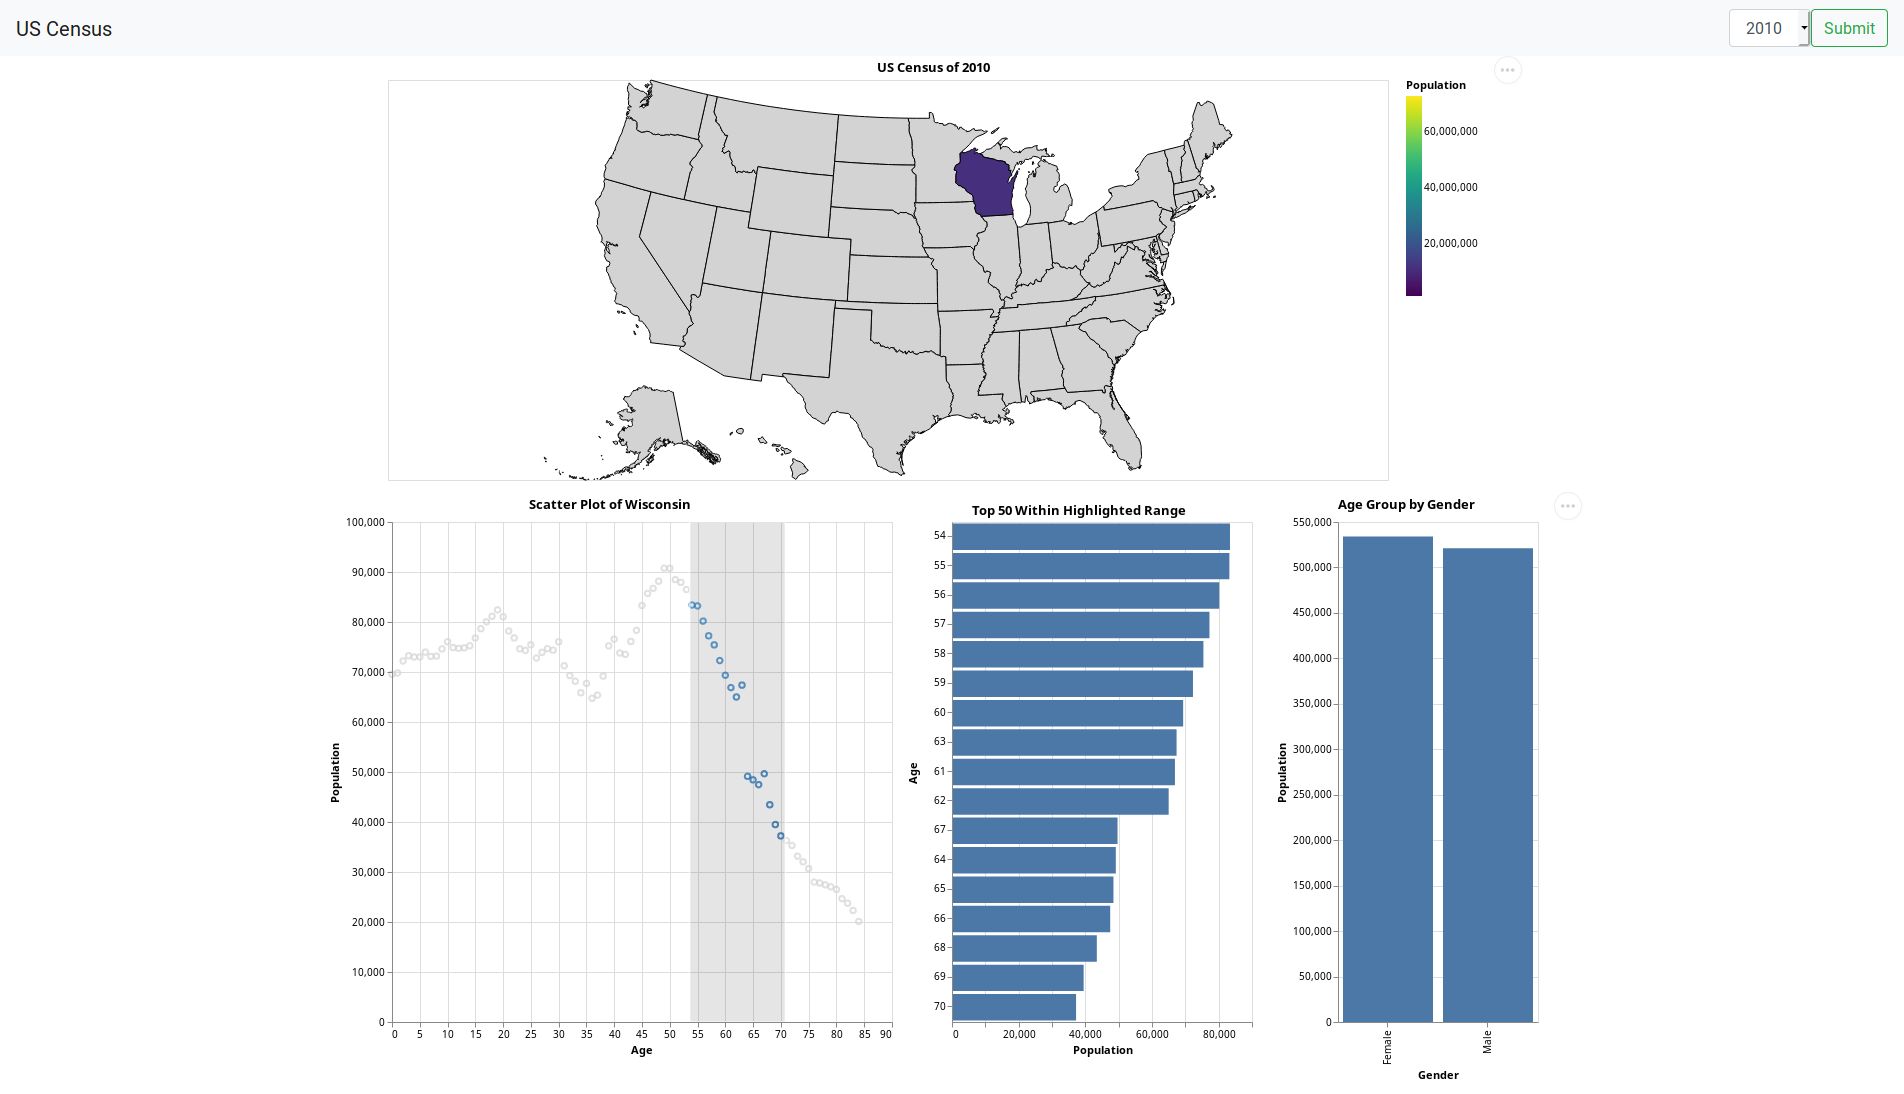 US Census
2010
Submit
US Census of 2010
Population
60,000,000
40,000,000
20,000,000
Scatter Plot of Wisconsin
100,000
90,000
80,000
70,000
60,000
50,000
40,000
30,000
20,000
10,000
0
Population
0 5 10 15 20 25 30 35 40 45 50 55 60 65 70 75 80 85 90
Age
Top 50 Within Highlighted Range
54
55
56
57
58
59
60
63
61
62
67
64
65
66
68
69
70
Age
0 20,000 40,000 60,000 80,000
Population
Age Group by Gender
550,000
500,000
450,000
400,000
350,000
300,000
250,000
200,000
150,000
100,000
50,000
0
Population
Female
Male
Gender